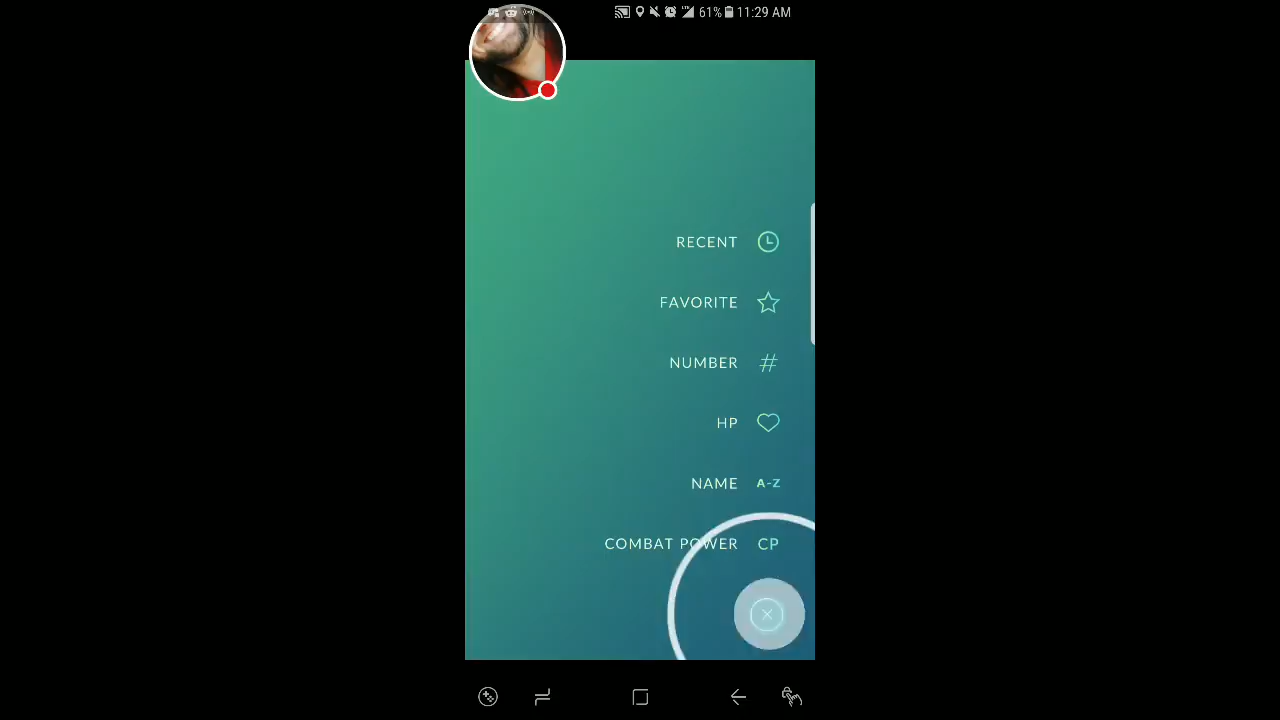 61% 11:29 AM
RECENT
FAVORITE
NUMBER #
HP
NAME A-Z
COMBAT POWER CP